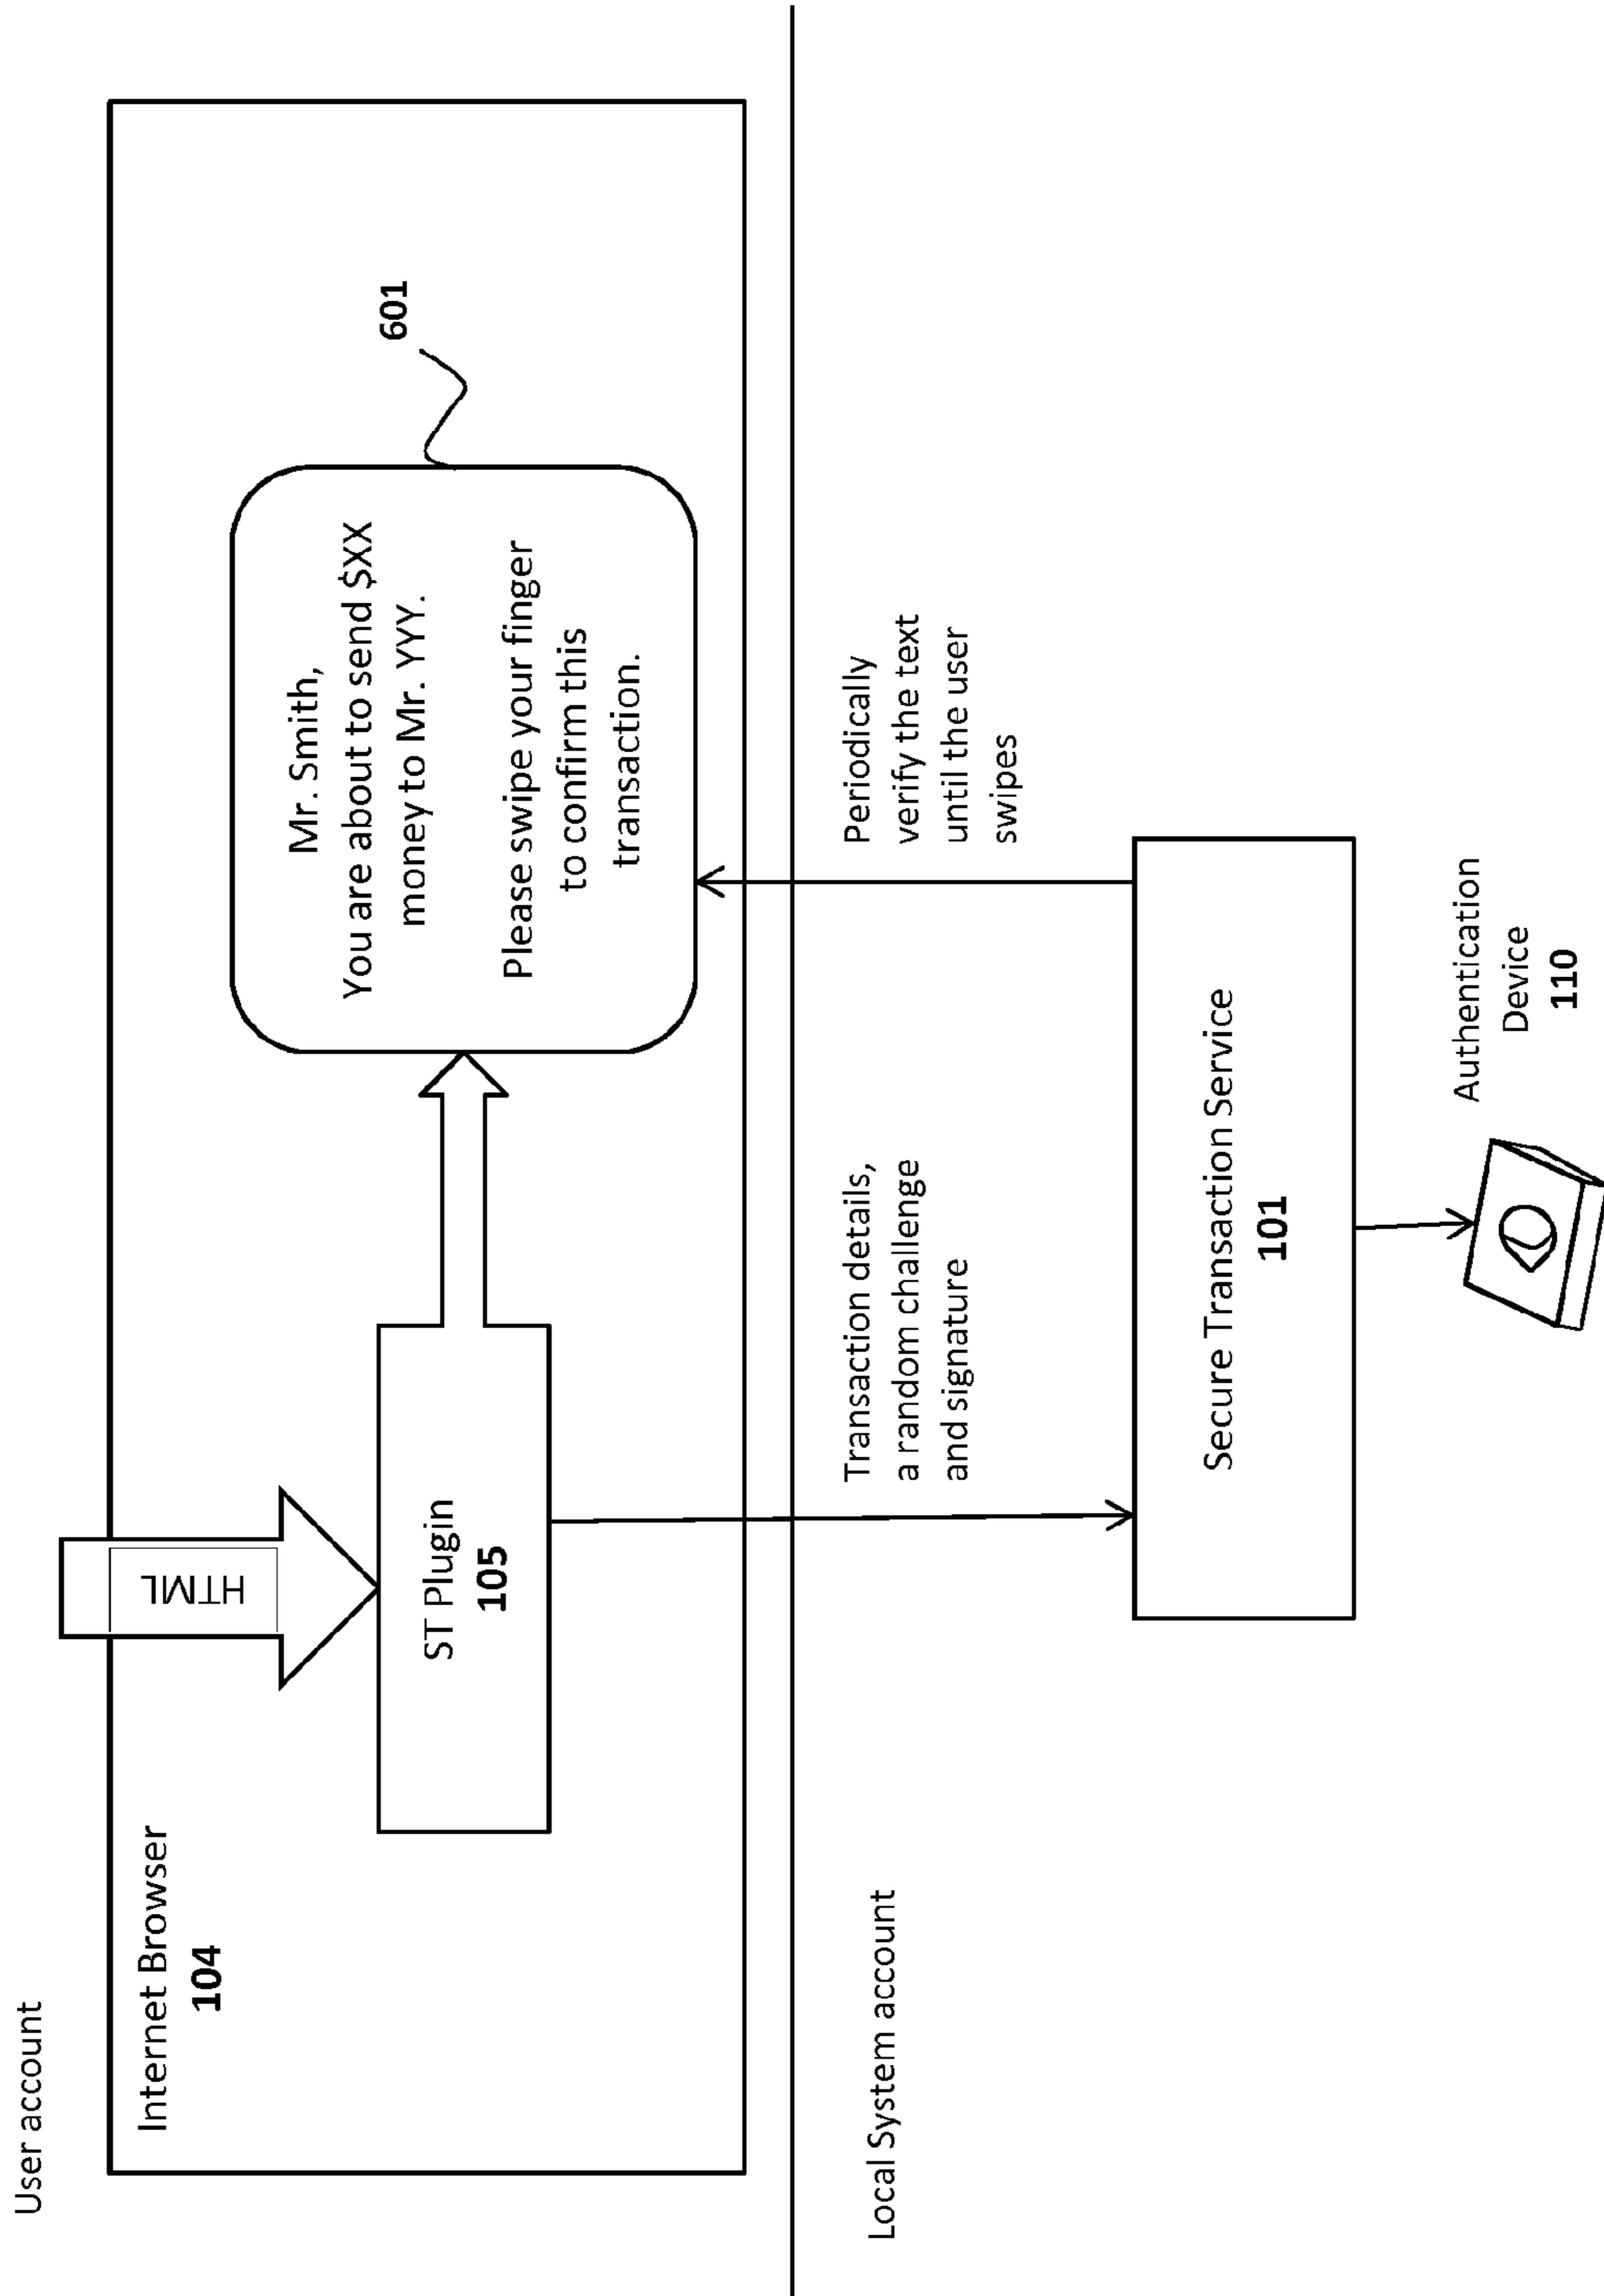 User account
Internet Browser
104
HTML
ST Plugin
105
Mr. Smith,
You are about to send $XX
money to Mr. YYY.
Please swipe your finger
to confirm this
transaction.
601
Transaction details,
a random challenge
and signature
Periodically
verify the text
until the user
swipes
Local System account
Secure Transaction Service
101
Authentication
Device
110